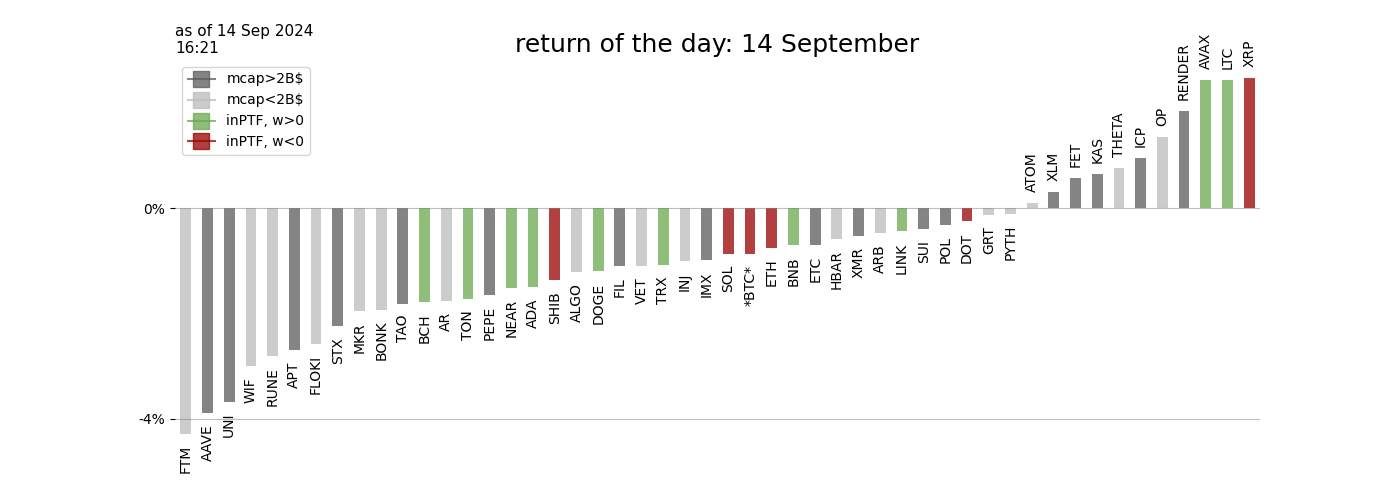 as of 14 Sep 2024
16:21
return of the day: 14 September
mcap>2B$
mcap<2B$
inPTF, w>0
inPTF, w<0
0%
-4%
FTM
AAVE
UNI
WIF
RUNE
APT
FLOKI
STX
MKR
BONK
TAO
BCH
AR
TON
PEPE
NEAR
ADA
SHIB
ALGO
DOGE
FIL
VET
TRX
INJ
IMX
SOL
*BTC*
ETH
BNB
ETC
HBAR
XMR
ARB
LINK
SUI
POL
DOT
GRT
PYTH
ATOM
XLM
FET
KAS
THETA
ICP
OP
RENDER
AVAX
LTC
XRP